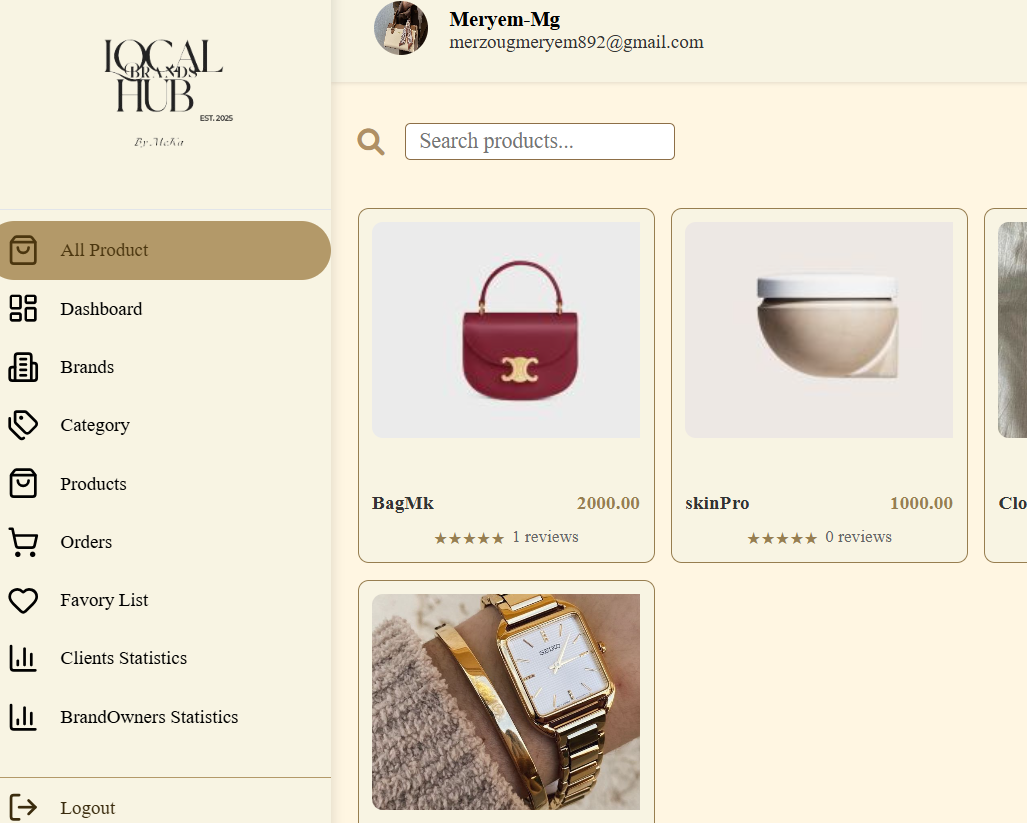 LOCAL
BRANDS
HUB
EST. 2025
By MeKa
Meryem-Mg
merzougmeryem892@gmail.com
Search products...
All Product
Dashboard
Brands
Category
Products
Orders
Favory List
Clients Statistics
BrandOwners Statistics
Logout
BagMk 2000.00
★★★★★ 1 reviews
skinPro 1000.00
★★★★★ 0 reviews
Clo
SEIKO